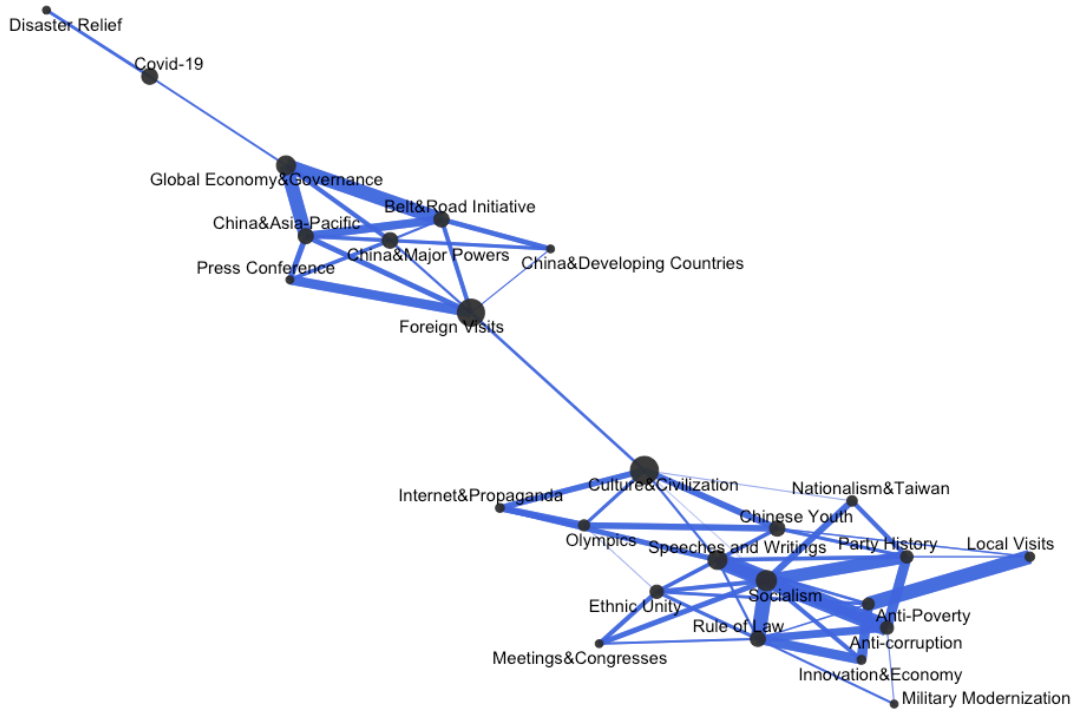 Disaster Relief
Covid-19
Global Economy&Governance
Belt&Road Initiative
China&Asia-Pacific
China&Major Powers
China&Developing Countries
Press Conference
Foreign Visits
Culture&Civilization
Nationalism&Taiwan
Internet&Propaganda
Chinese Youth
Olympics
Speeches and Writings
Party History
Local Visits
Socialism
Ethnic Unity
Anti-Poverty
Rule of Law
Anti-corruption
Meetings&Congresses
Innovation&Economy
Military Modernization